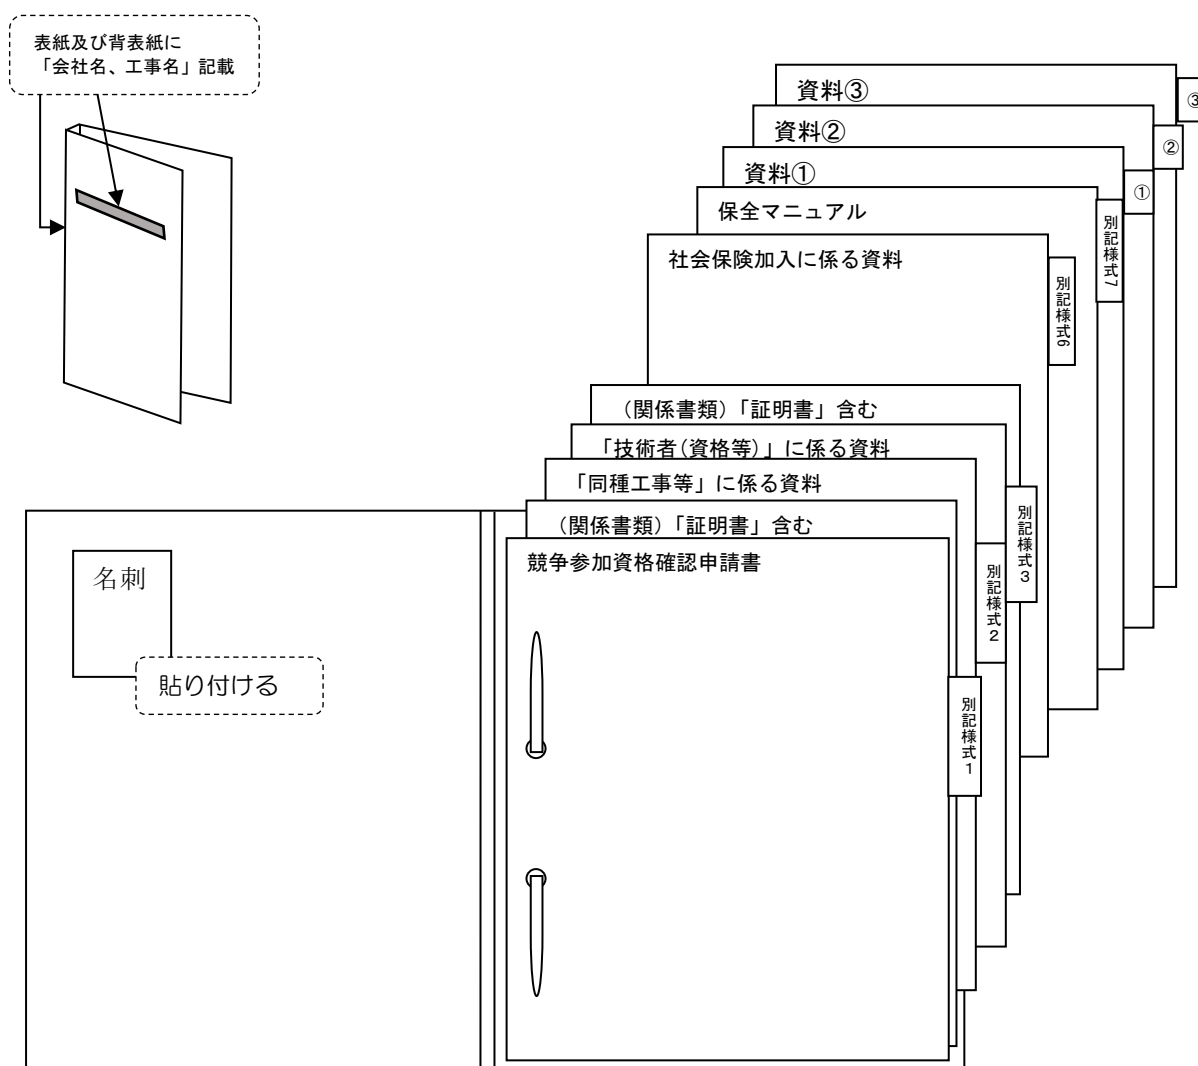 表紙及び背表紙に
「会社名、工事名」記載
資料③
③
資料②
②
資料①
①
保全マニュアル
別記様式7
社会保険加入に係る資料
別記様式6
(関係書類)「証明書」含む
「技術者(資格等)」に係る資料
別記様式3
「同種工事等」に係る資料
別記様式2
(関係書類)「証明書」含む
競争参加資格確認申請書
別記様式1
名刺
貼り付ける